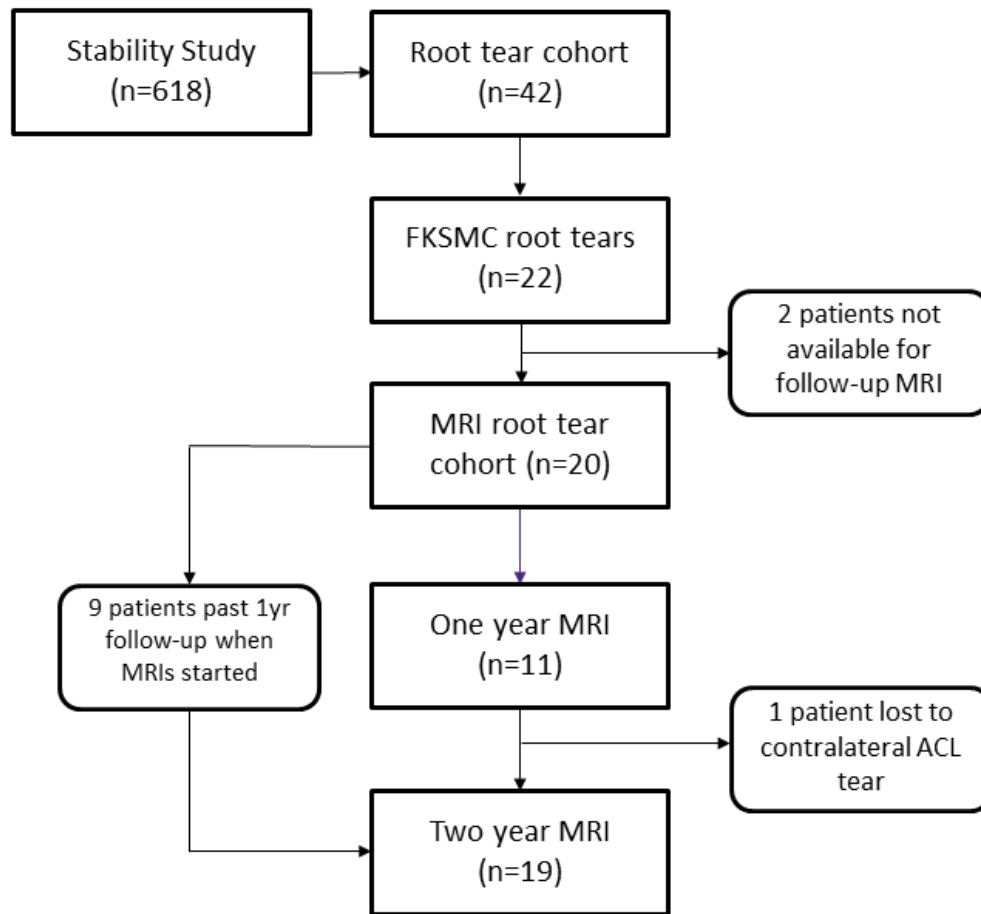 Stability Study
(n=618)
Root tear cohort
(n=42)
FKSMC root tears
(n=22)
2 patients not
available for
follow-up MRI
MRI root tear
cohort (n=20)
9 patients past 1yr
follow-up when
MRIs started
One year MRI
(n=11)
1 patient lost to
contralateral ACL
tear
Two year MRI
(n=19)